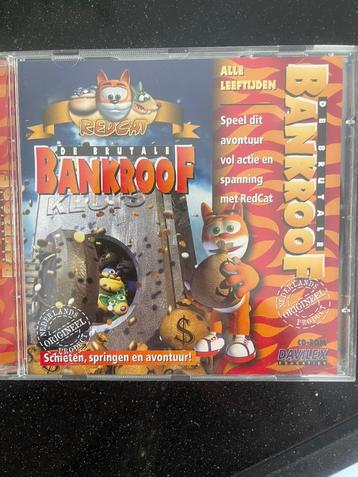 REDCAT
DE BRUTALE
BANKROOF
KLUIS
NEDERLANDS
ORIGINEEL
PRODUCT
Schieten, springen en avontuur!
ALLE
LEEFTIJDEN
Speel dit
avontuur
vol actie en
spanning
met RedCat
DE BRUTALE
BANKROOF
NEDERLANDS
ORIGINEEL
PRODUCT
CD-ROM
DAVILEX
EDUCATIEF